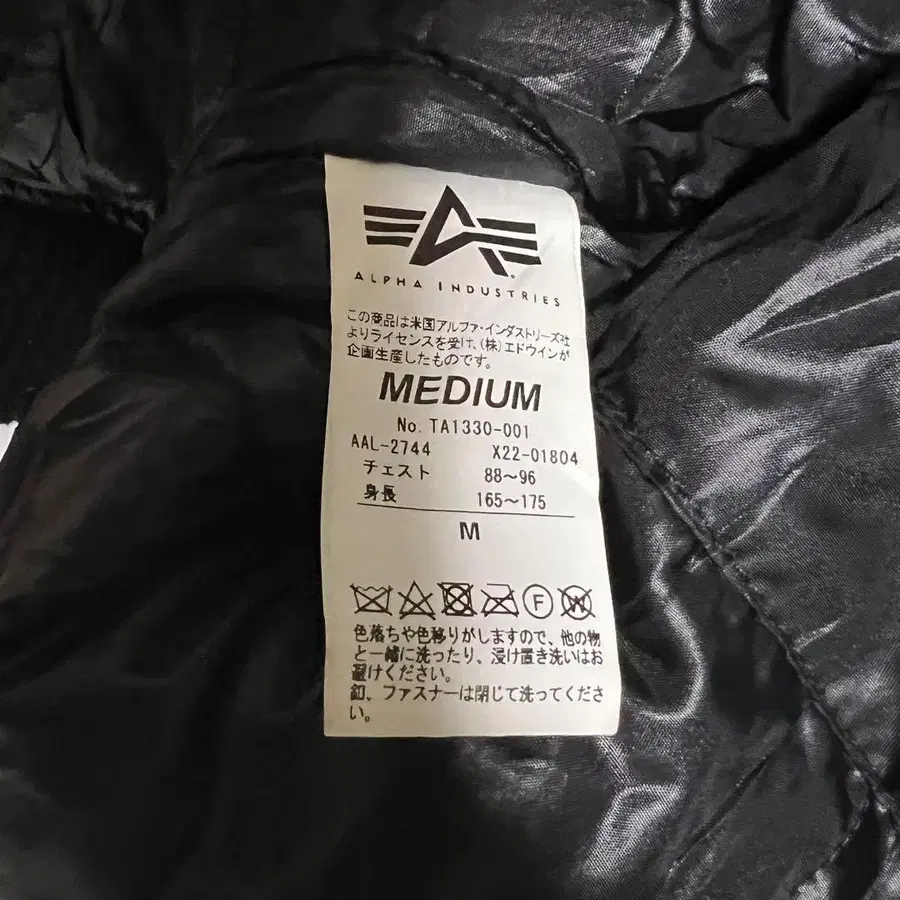 ALPHA INDUSTRIES
この商品は米国アルファ・インダストリーズ社
よりライセンスを受け、(株)エドウインが
企画生産したものです。
MEDIUM
No. TA1330-001
AAL-2744 X22-01804
チェスト 88〜96
身長 165〜175
M
F W
色落ちや色移りがしますので、他の物
と一緒に洗ったり、浸け置き洗いはお
避けください。
釦、ファスナーは閉じて洗ってくださ
い。